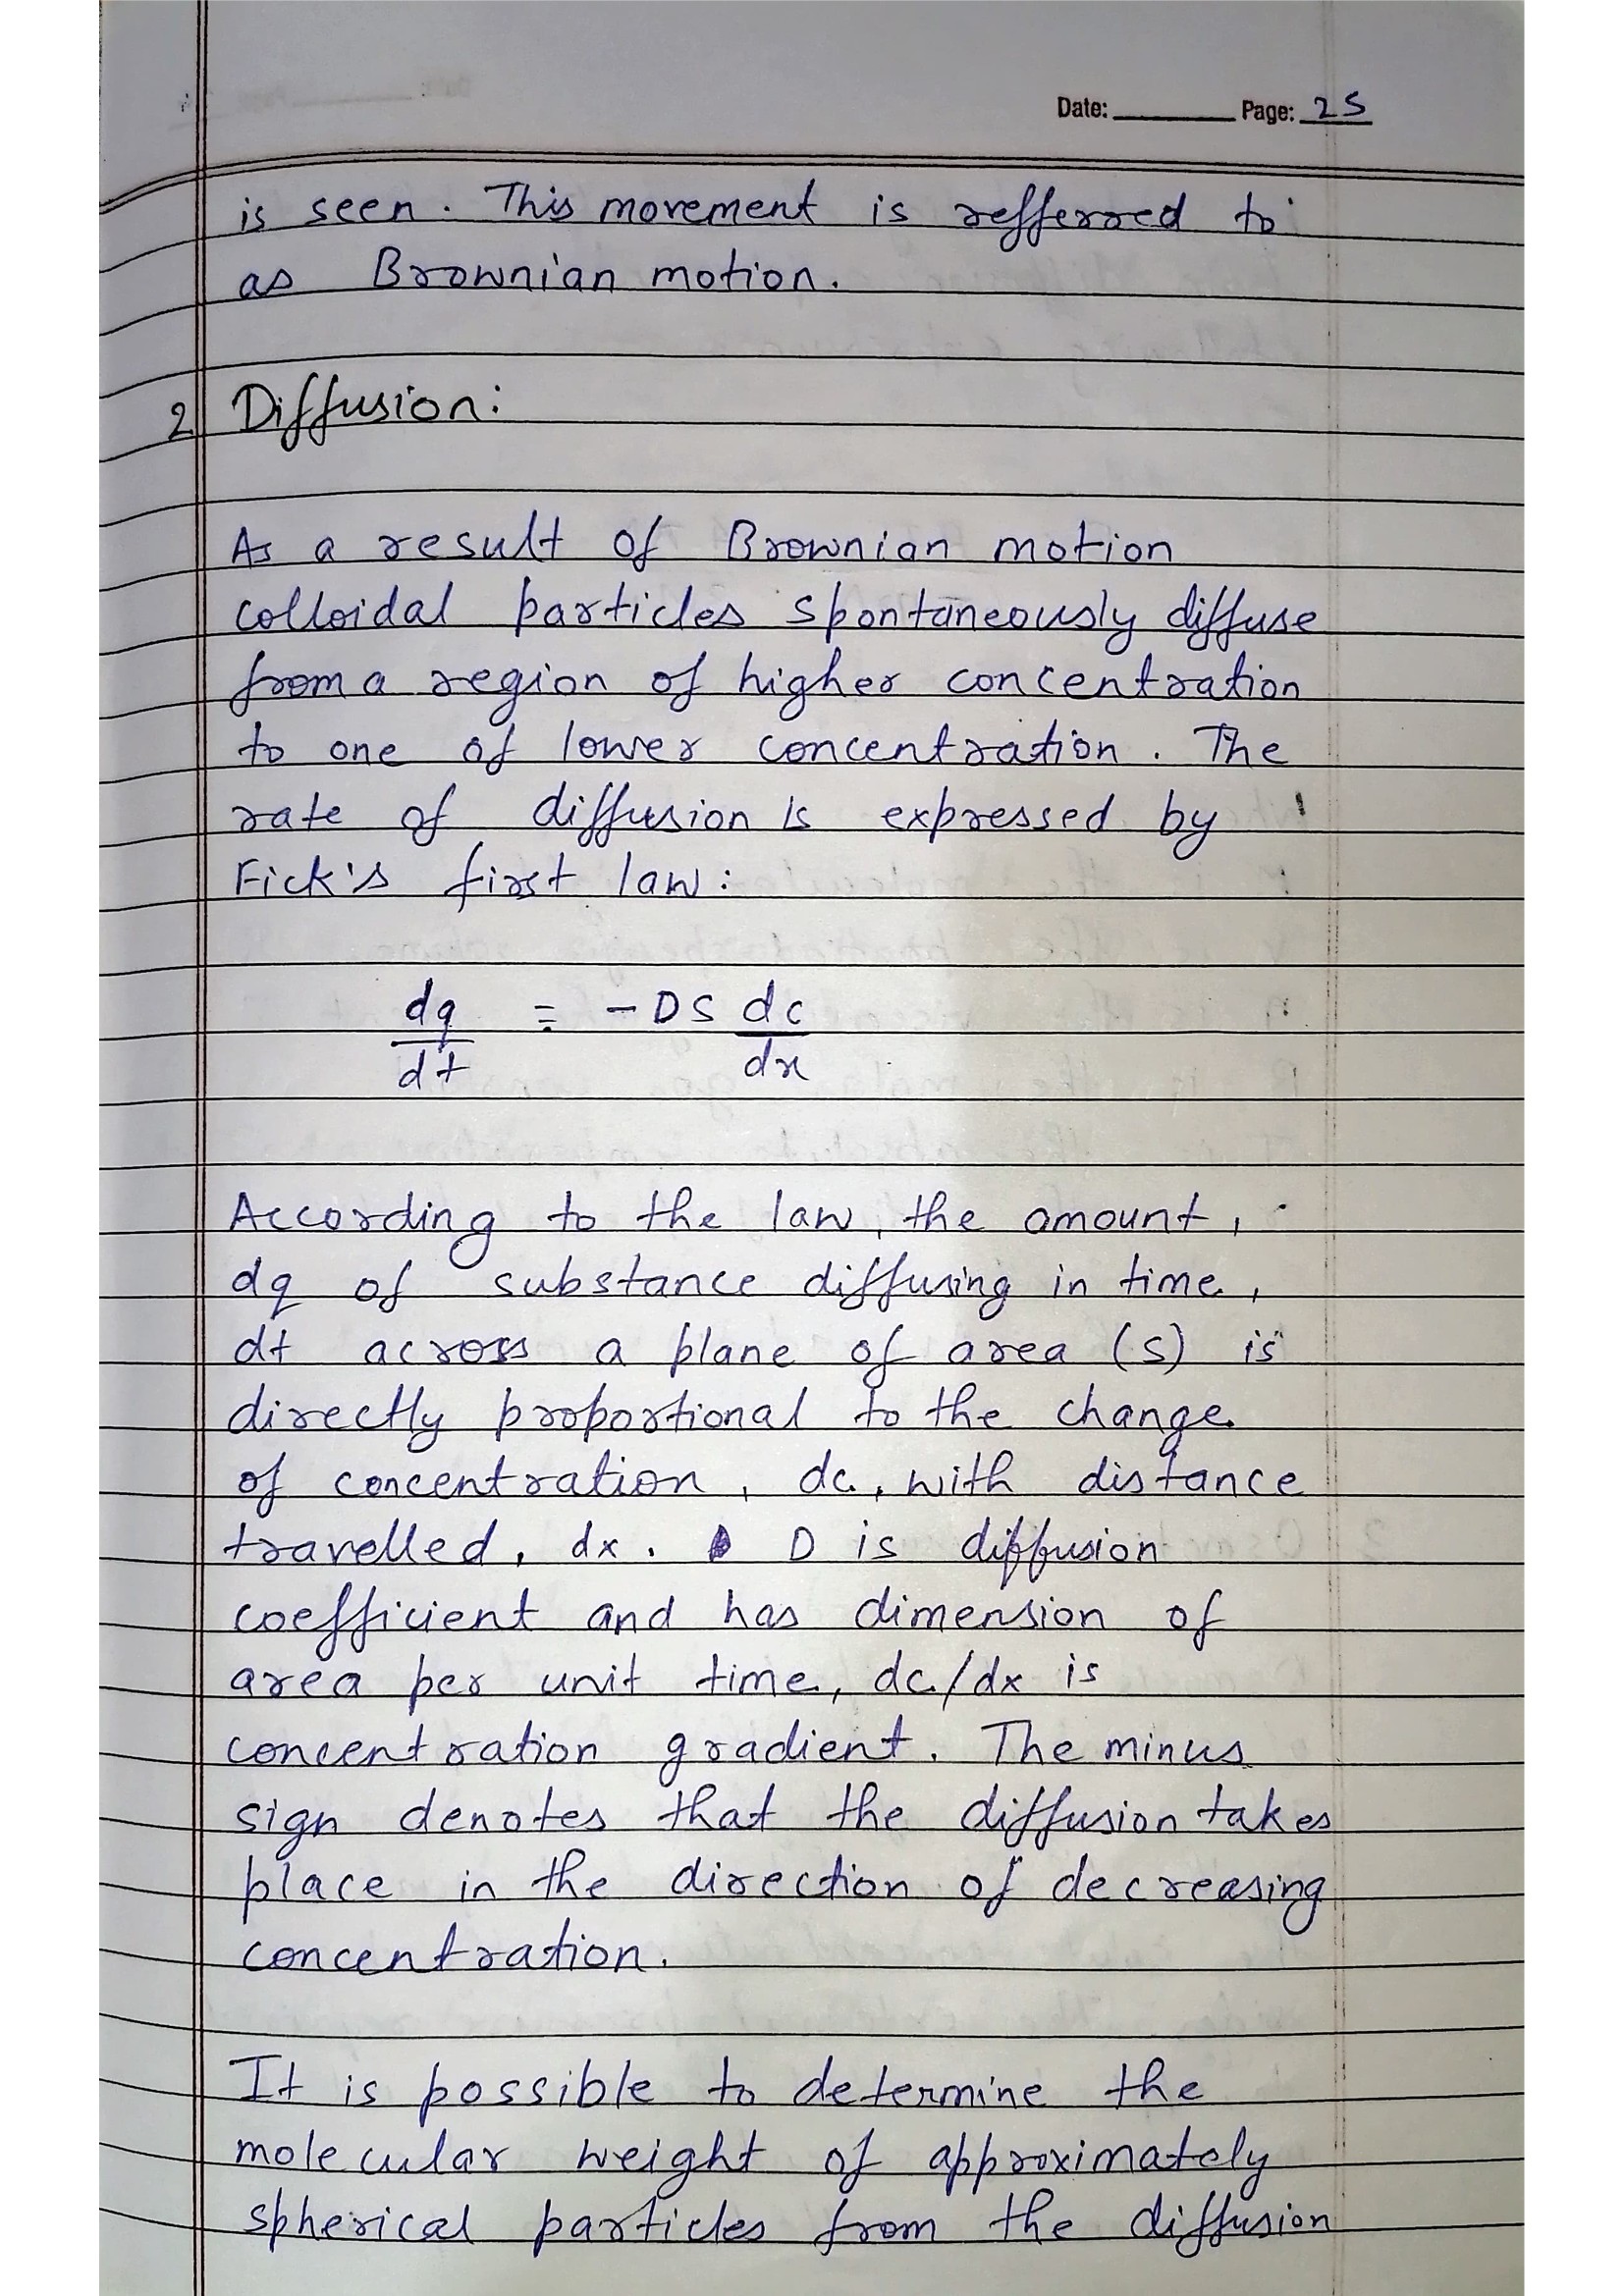 Date: ________ Page: 25
is seen. This movement is refferred to
as Brownian motion.
2 Diffusion:
As a result of Brownian motion
colloidal particles spontaneously diffuse
from a region of higher concentration
to one of lower concentration. The
rate of diffusion is expressed by
Fick's first law:
dq/dt = -DS dc/dx
According to the law, the amount,
dq of substance diffusing in time,
dt across a plane of area (S) is
directly proportional to the change
of concentration, dc, with distance
travelled, dx. D is diffusion
coefficient and has dimension of
area per unit time, dc/dx is
concentration gradient. The minus
sign denotes that the diffusion takes
place in the direction of decreasing
concentration.
It is possible to determine the
molecular weight of approximately
spherical particles from the diffusion